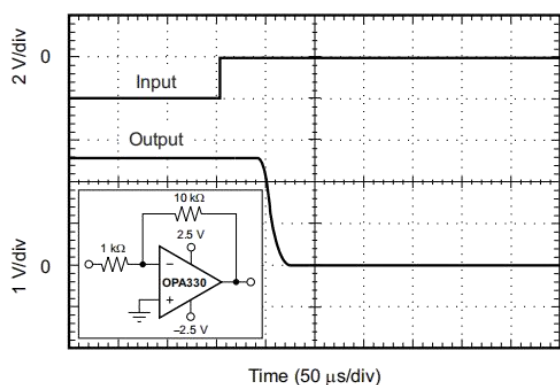 2 V/div
0
Input
Output
10 kΩ
1 kΩ
2.5 V
−
OPA330
+
−2.5 V
1 V/div
0
Time (50 μs/div)